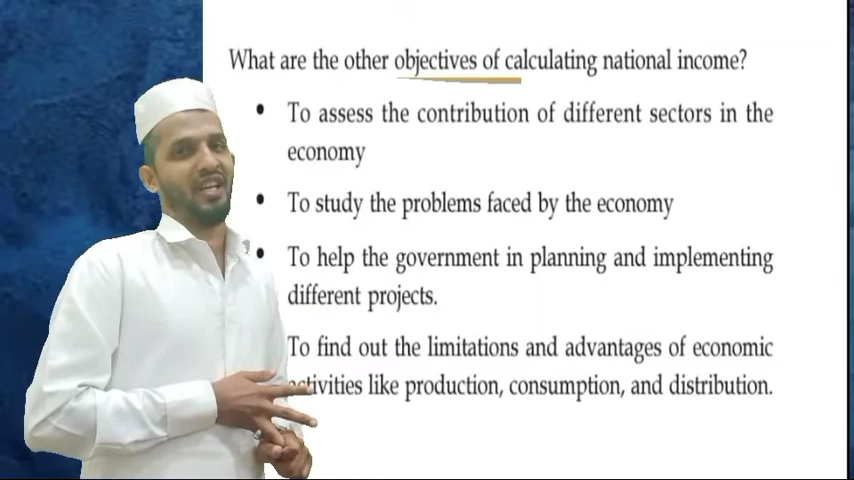 What are the other objectives of calculating national income?
• To assess the contribution of different sectors in the
economy
• To study the problems faced by the economy
• To help the government in planning and implementing
different projects.
To find out the limitations and advantages of economic
activities like production, consumption, and distribution.